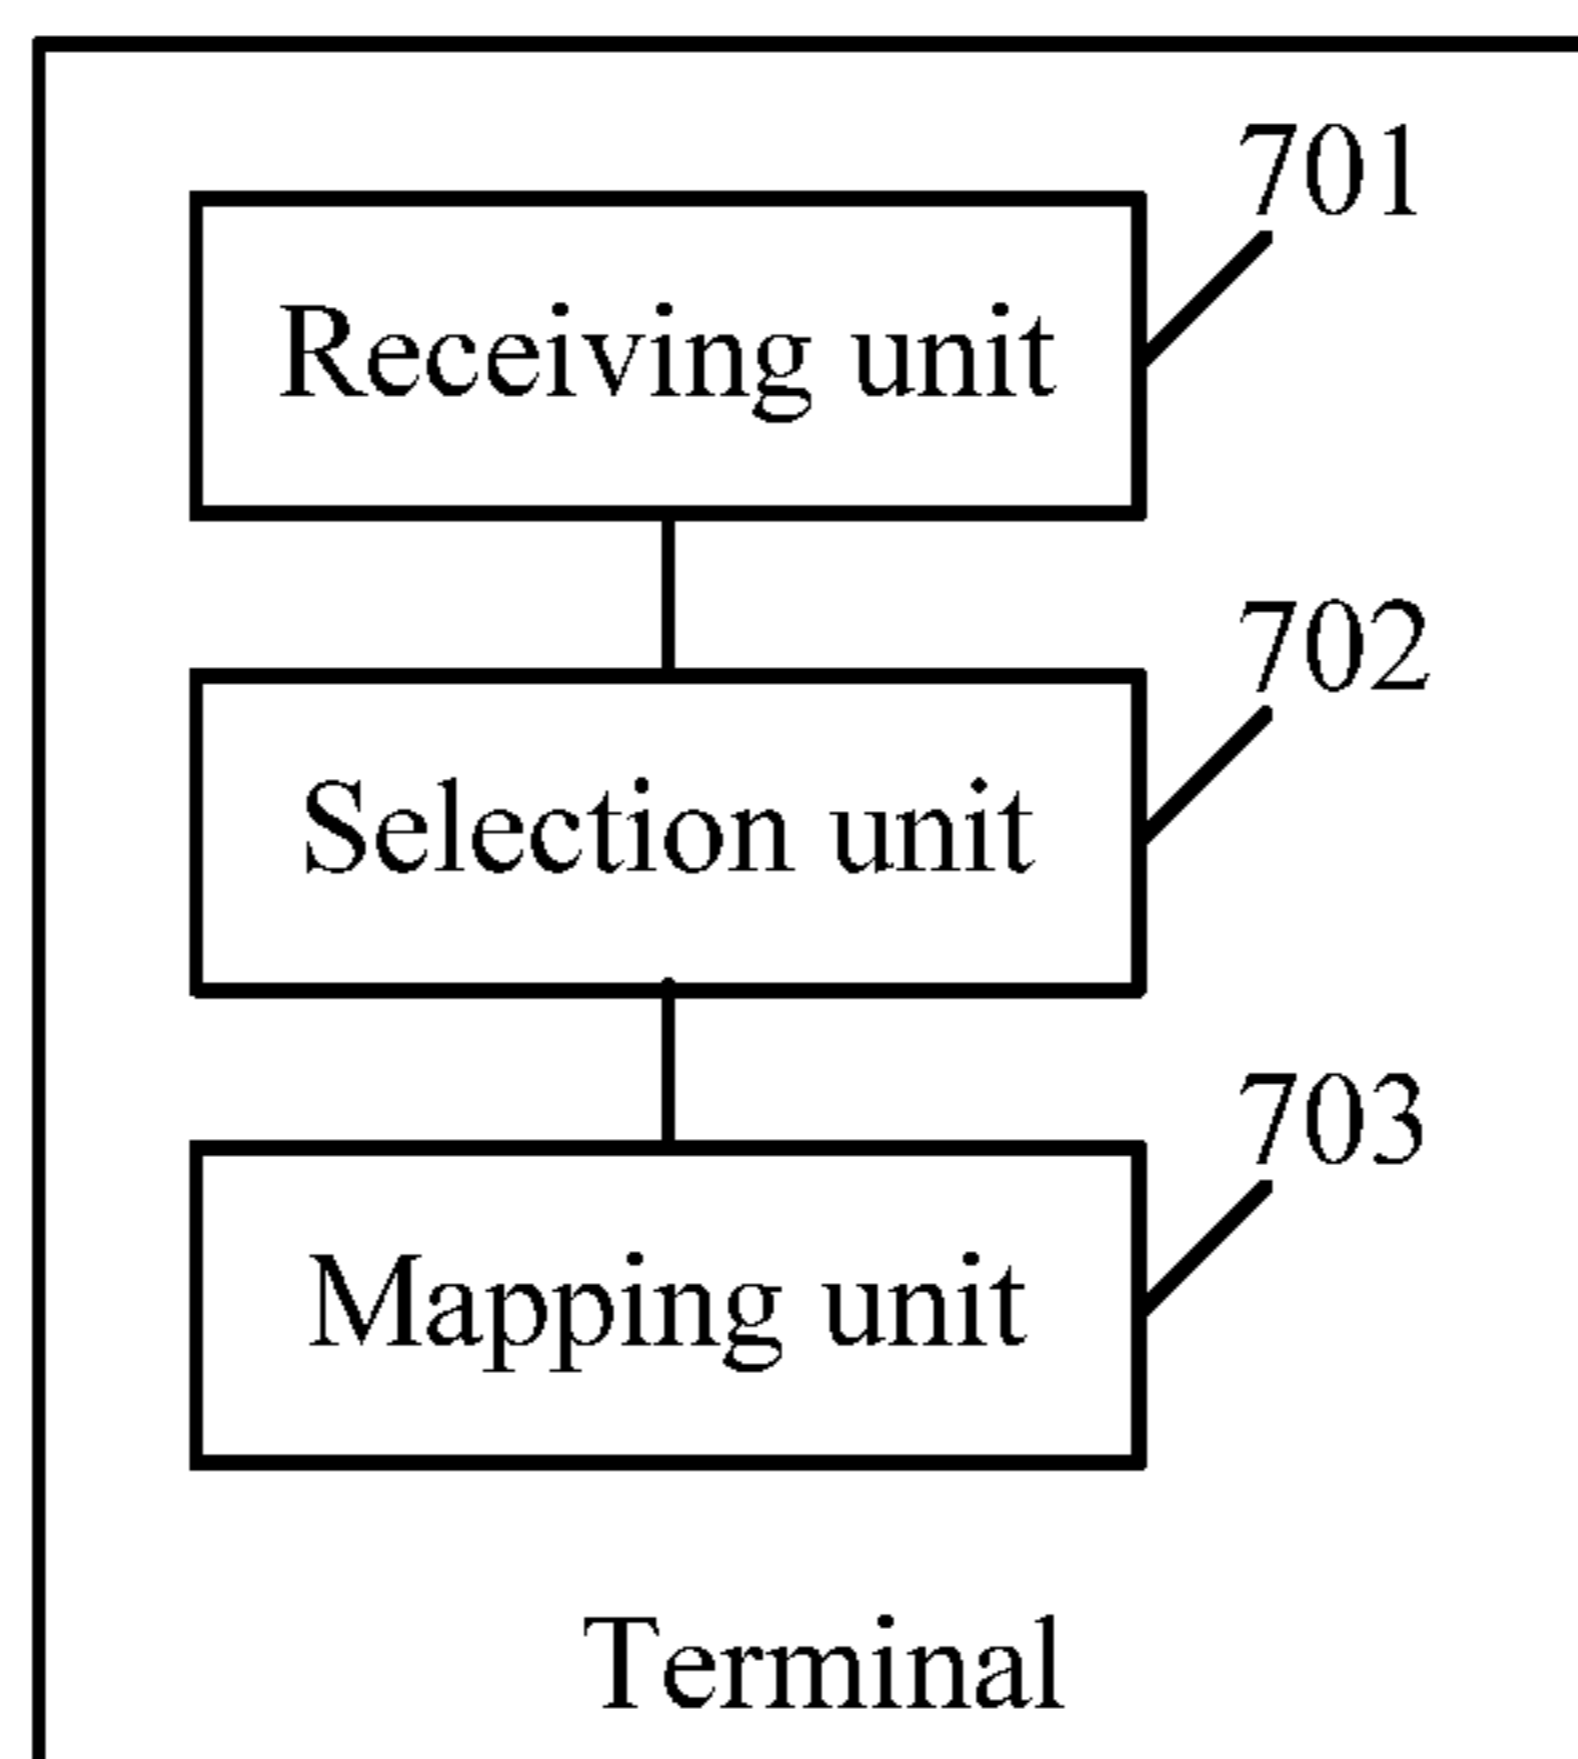 701
Receiving unit
702
Selection unit
703
Mapping unit
Terminal